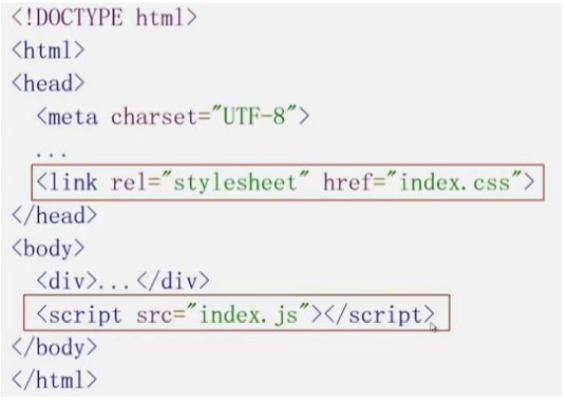 <!DOCTYPE html>
<html>
<head>
<meta charset="UTF-8">
...
<link rel="stylesheet" href="index.css">
</head>
<body>
<div>...</div>
<script src="index.js"></script>
</body>
</html>